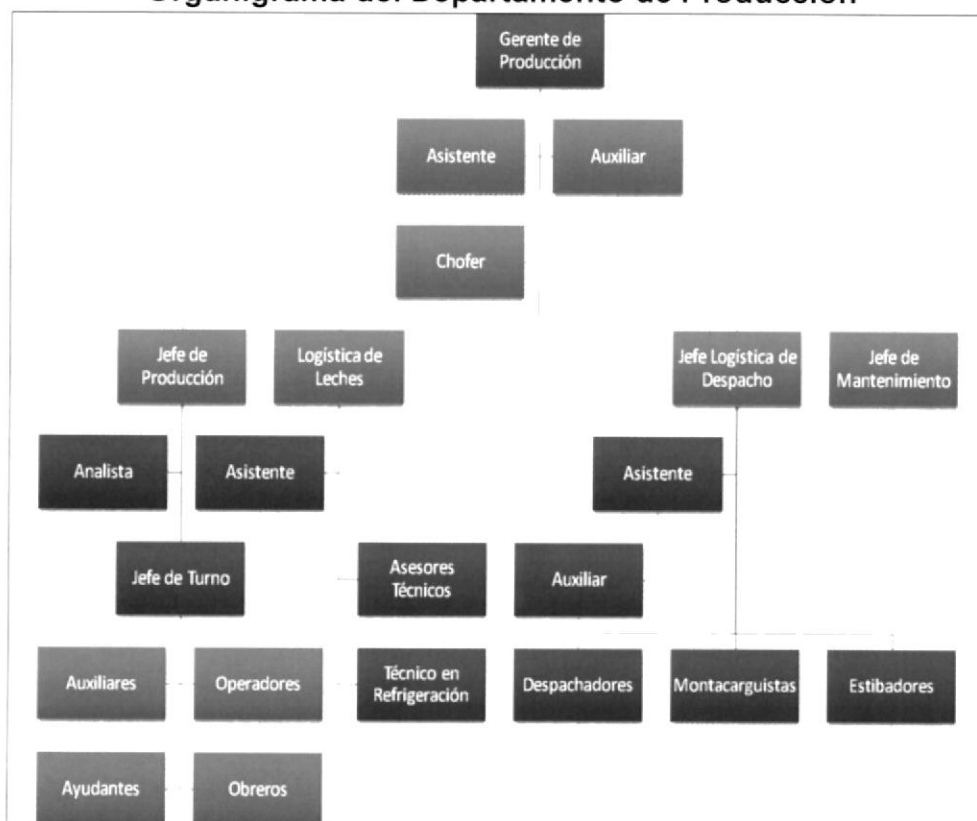 Organigrama del Departamento de Producción
Gerente de
Producción
Asistente
Auxiliar
Chofer
Jefe de
Producción
Logística de
Leches
Jefe Logística de
Despacho
Jefe de
Mantenimiento
Analista
Asistente
Asistente
Jefe de Turno
Asesores
Técnicos
Auxiliar
Auxiliares
Operadores
Técnico en
Refrigeración
Despachadores
Montacarguistas
Estibadores
Ayudantes
Obreros